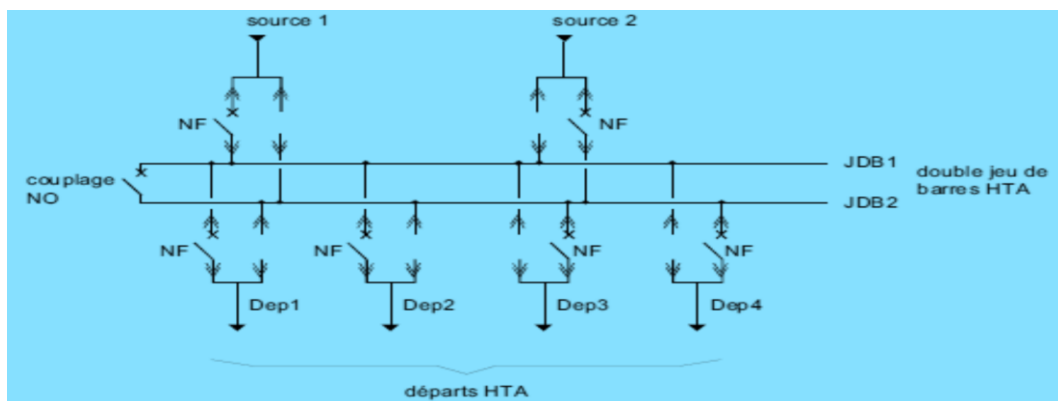 source 1
source 2
NF
NF
couplage
NO
JDB1
JDB2
double jeu de
barres HTA
NF
NF
NF
NF
Dep1
Dep2
Dep3
Dep4
départs HTA